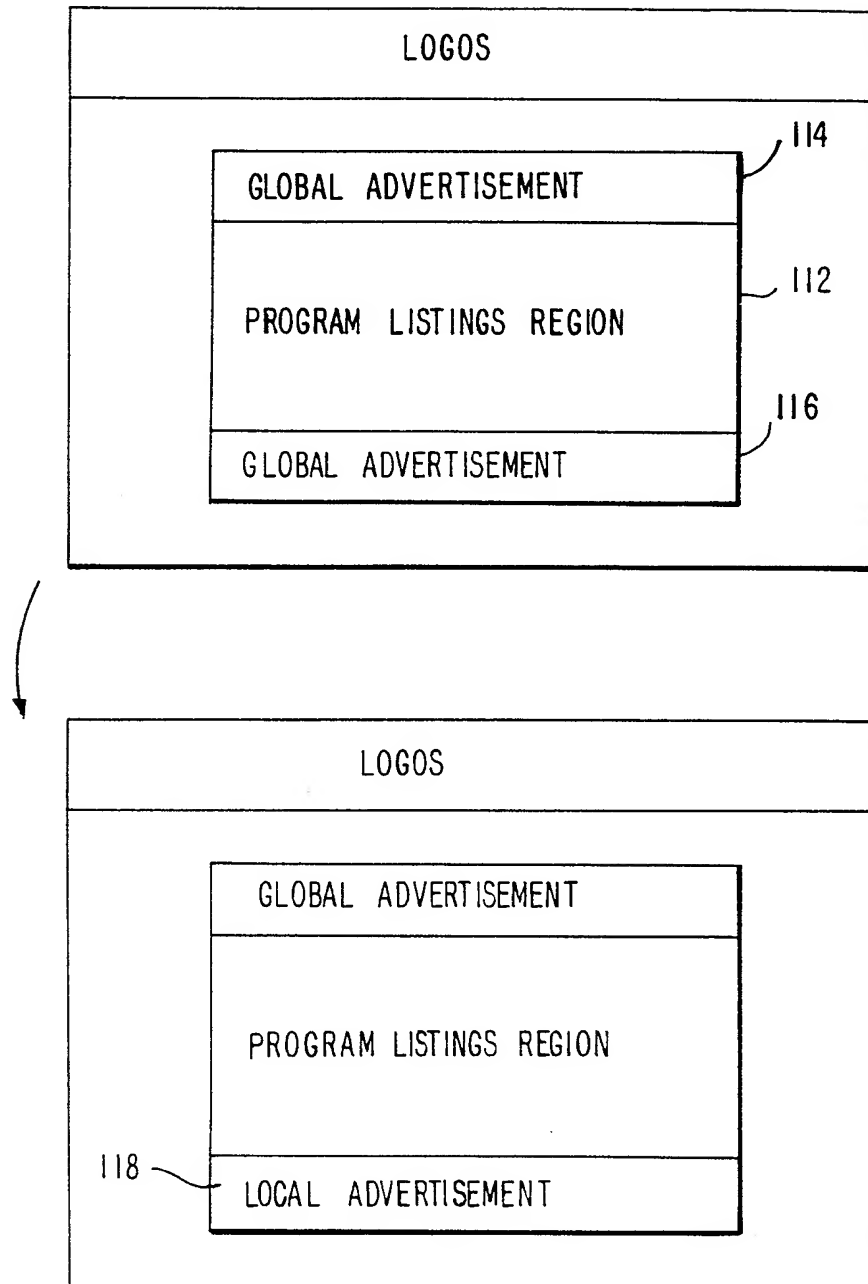 LOGOS
114
GLOBAL ADVERTISEMENT
112
PROGRAM LISTINGS REGION
116
GLOBAL ADVERTISEMENT
LOGOS
GLOBAL ADVERTISEMENT
PROGRAM LISTINGS REGION
118
LOCAL ADVERTISEMENT